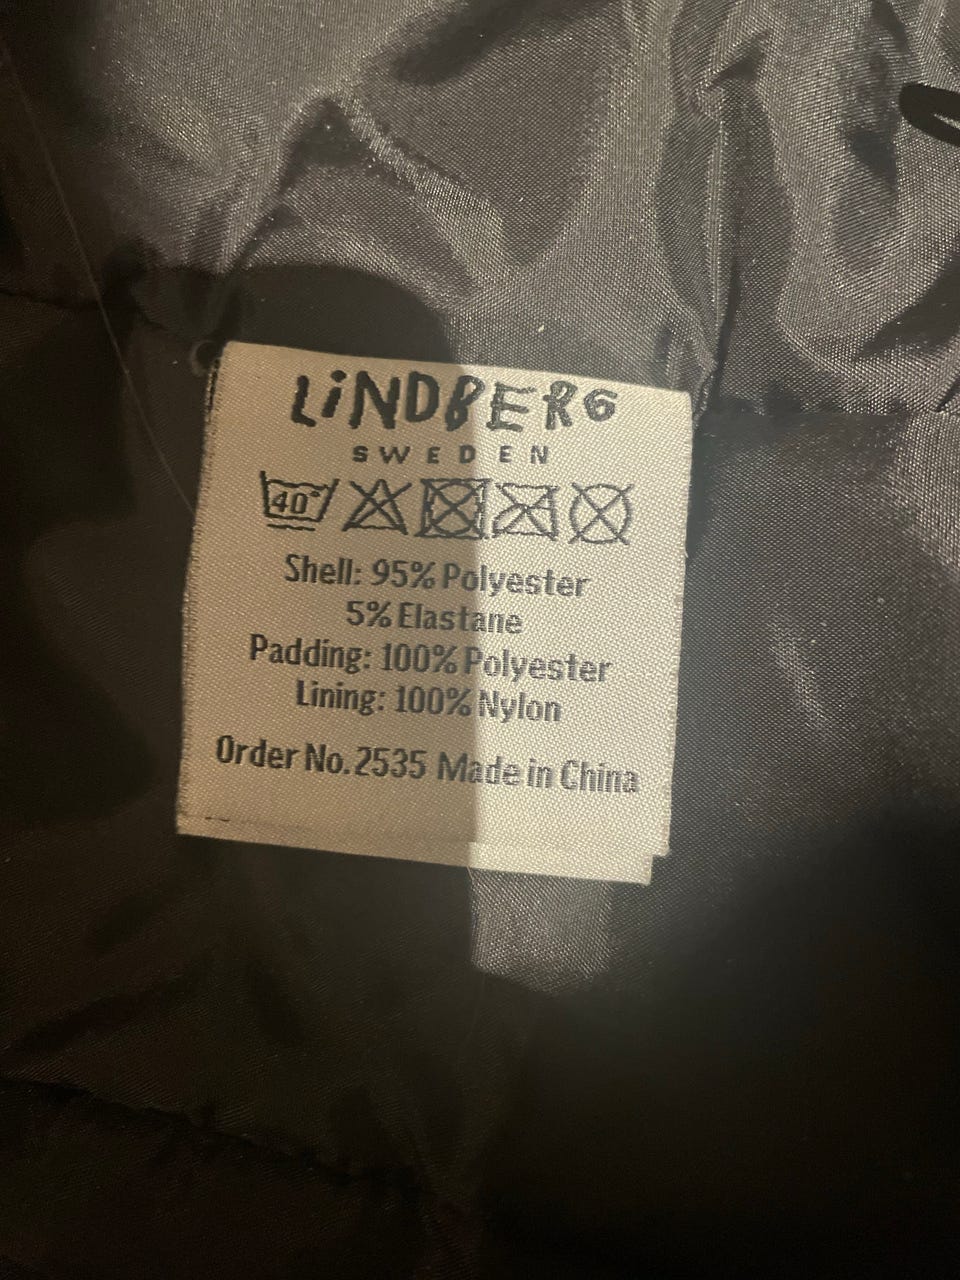 LiNDBERG
SWEDEN
40°
Shell: 95% Polyester
5% Elastane
Padding: 100% Polyester
Lining: 100% Nylon
Order No. 2535 Made in China